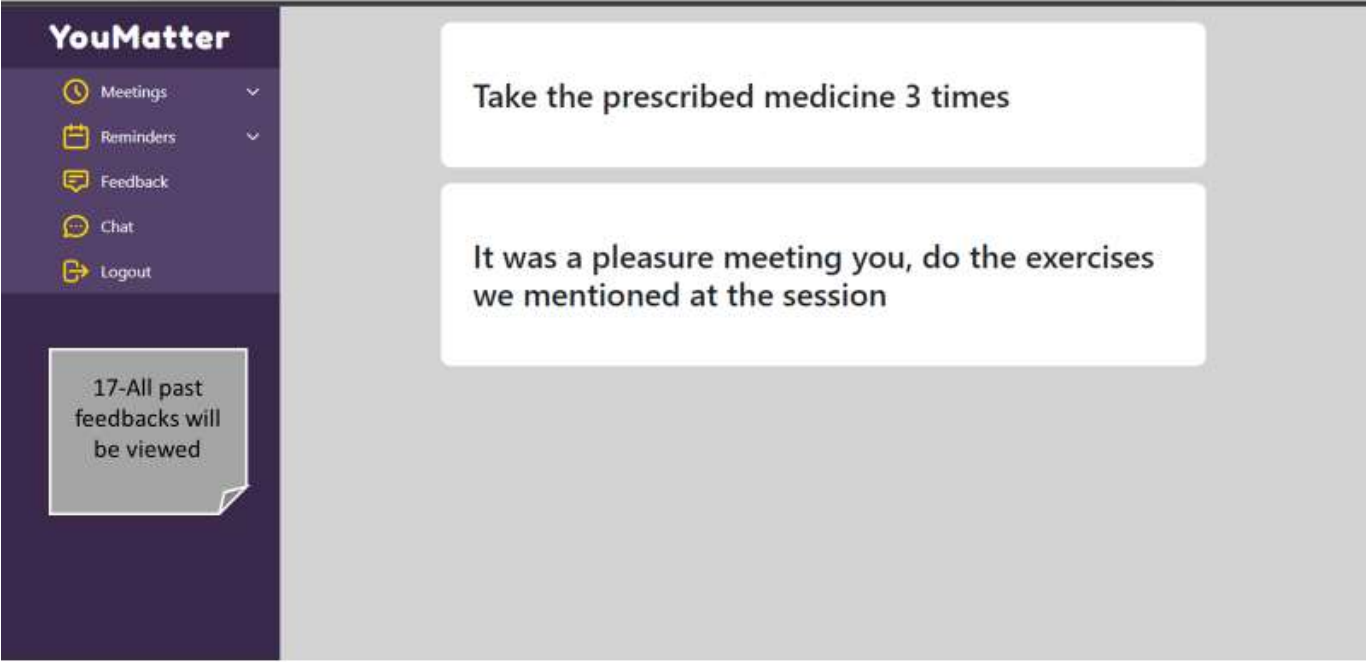 YouMatter
Meetings
Reminders
Feedback
Chat
Logout
17-All past
feedbacks will
be viewed
Take the prescribed medicine 3 times
It was a pleasure meeting you, do the exercises
we mentioned at the session